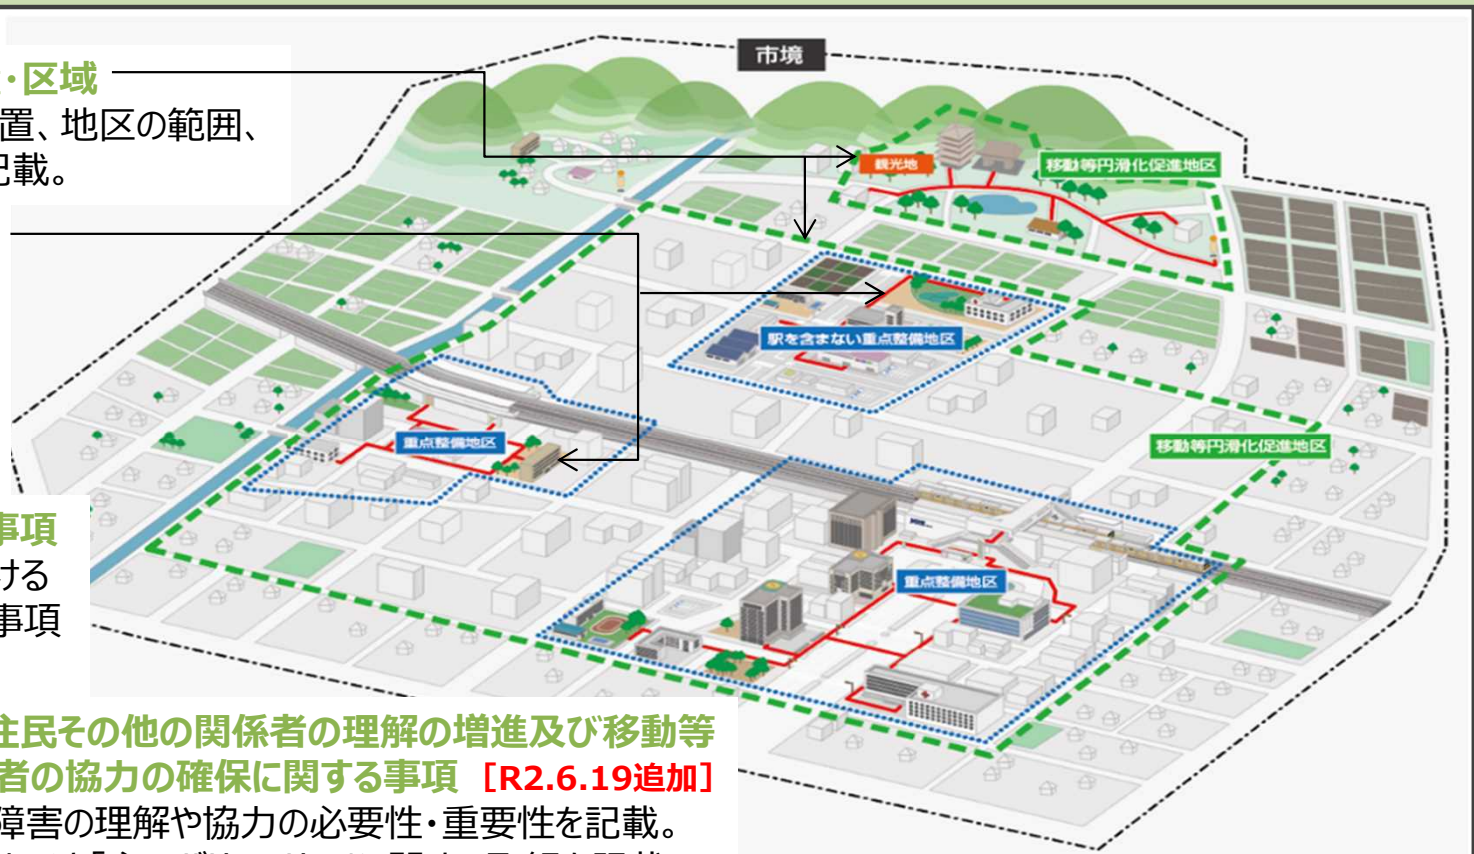 ・区域
置、地区の範囲、
記載。
市境
観光地
移動等円滑化促進地区
駅を含まない重点整備地区
重点整備地区
移動等円滑化促進地区
事項
ける
事項
重点整備地区
住民その他の関係者の理解の増進及び移動等
者の協力の確保に関する事項 [R2.6.19追加]
障害の理解や協力の必要性・重要性を記載。